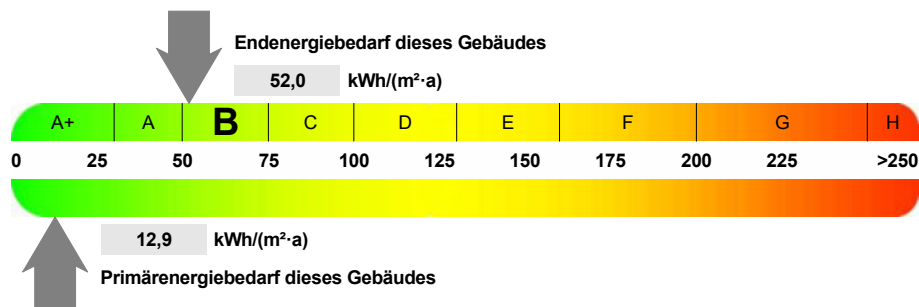 Endenergiebedarf dieses Gebäudes
52,0 kWh/(m²·a)
A+ A B C D E F G H
0 25 50 75 100 125 150 175 200 225 >250
12,9 kWh/(m²·a)
Primärenergiebedarf dieses Gebäudes